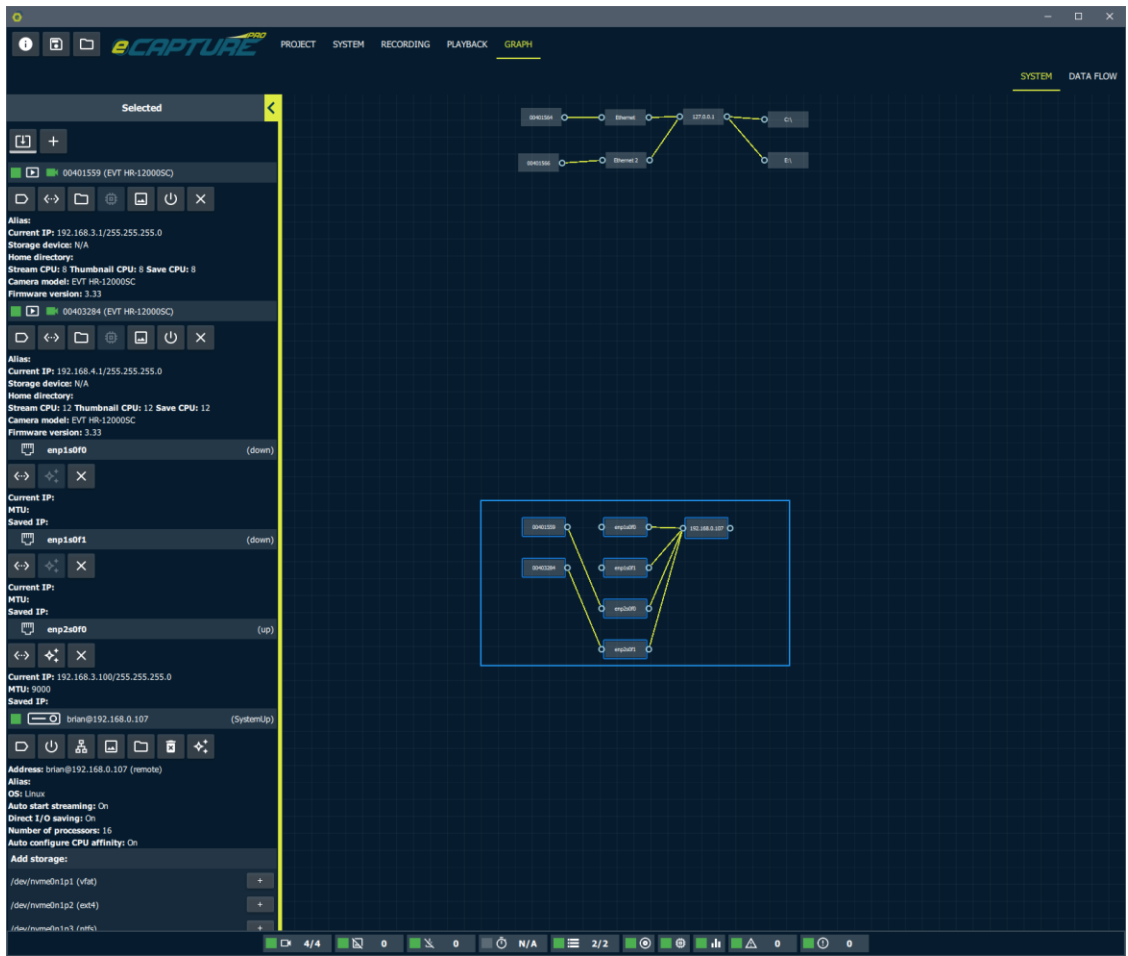 eCAPTURE PRO
PROJECT SYSTEM RECORDING PLAYBACK GRAPH
SYSTEM DATA FLOW
Selected
00401559 (EVT HR-12000SC)
Alias:
Current IP: 192.168.3.1/255.255.255.0
Storage device: N/A
Home directory:
Stream CPU: 8 Thumbnail CPU: 8 Save CPU: 8
Camera model: EVT HR-12000SC
Firmware version: 3.33
00403284 (EVT HR-12000SC)
Alias:
Current IP: 192.168.4.1/255.255.255.0
Storage device: N/A
Home directory:
Stream CPU: 12 Thumbnail CPU: 12 Save CPU: 12
Camera model: EVT HR-12000SC
Firmware version: 3.33
enp1s0f0 (down)
Current IP:
MTU:
Saved IP:
enp1s0f1 (down)
Current IP:
MTU:
Saved IP:
enp2s0f0 (up)
Current IP: 192.168.3.100/255.255.255.0
MTU: 9000
Saved IP:
brian@192.168.0.107 (SystemUp)
Address: brian@192.168.0.107 (remote)
Alias:
OS: Linux
Auto start streaming: On
Direct I/O saving: On
Number of processors: 16
Auto configure CPU affinity: On
Add storage:
/dev/nvme0n1p1 (vfat) +
/dev/nvme0n1p2 (ext4) +
/dev/nvme0n1p3 (ntfs) +
00401564 Ethernet 127.0.0.1 C:\
00401566 Ethernet 2 E:\
00401559 enp1s0f0 192.168.0.107
00403284 enp1s0f1
enp2s0f0
enp2s0f1
4/4 0 0 N/A 2/2 0 0